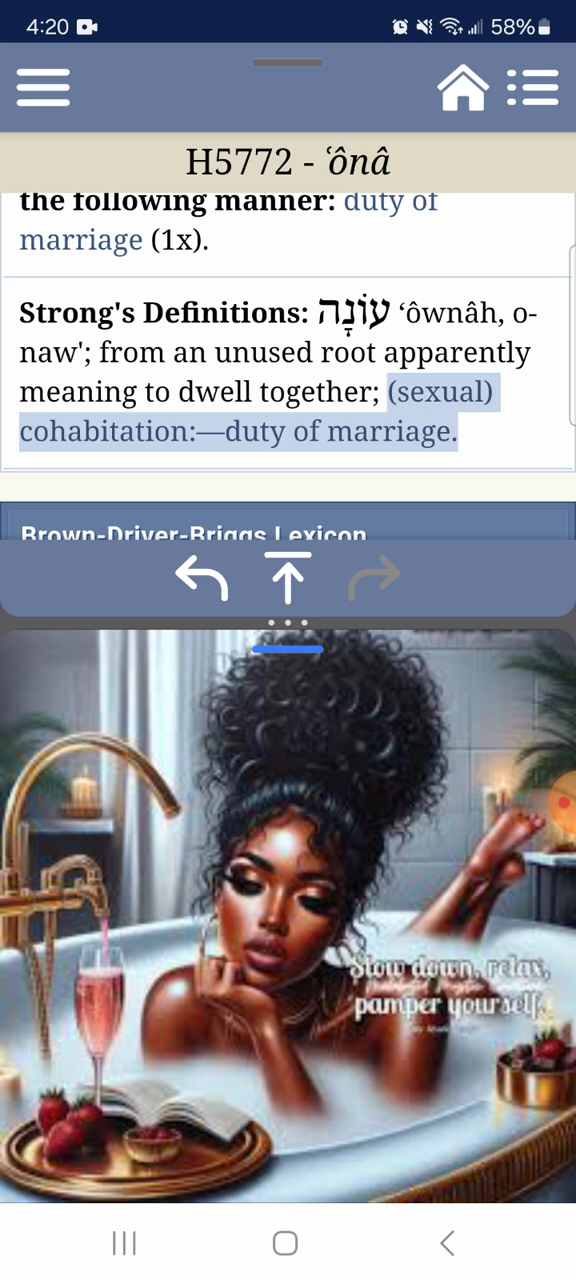 4:20
58%
H5772 - ʿônâ
the following manner: duty of
marriage (1x).
Strong's Definitions: עוֹנָה ʻôwnâh, o-
naw'; from an unused root apparently
meaning to dwell together; (sexual)
cohabitation:—duty of marriage.
Brown-Driver-Briggs Lexicon
Slow down, relax,
pamper yourself.